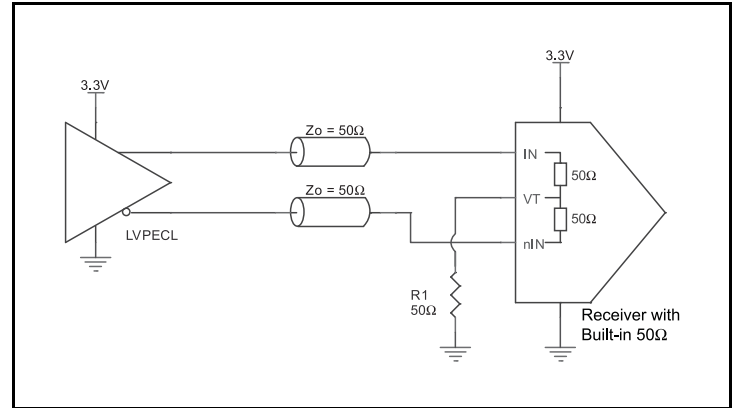 3.3V
3.3V
Zo = 50Ω
IN
50Ω
Zo = 50Ω
VT
50Ω
LVPECL
nIN
R1
50Ω
Receiver with
Built-in 50Ω